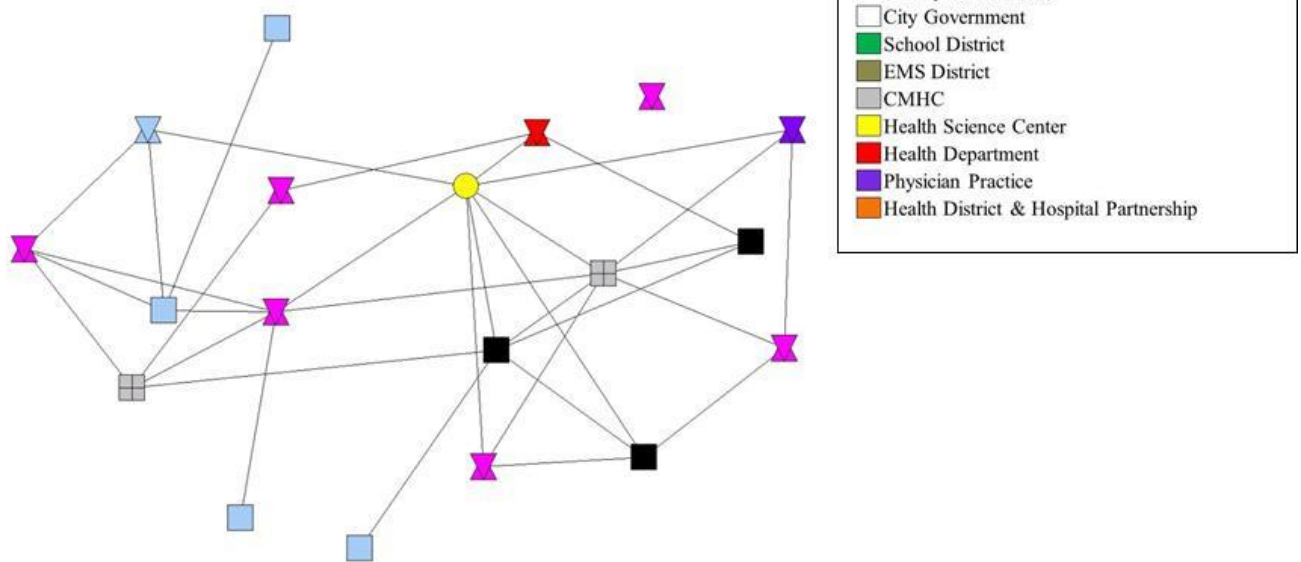 City Government
School District
EMS District
CMHC
Health Science Center
Health Department
Physician Practice
Health District & Hospital Partnership